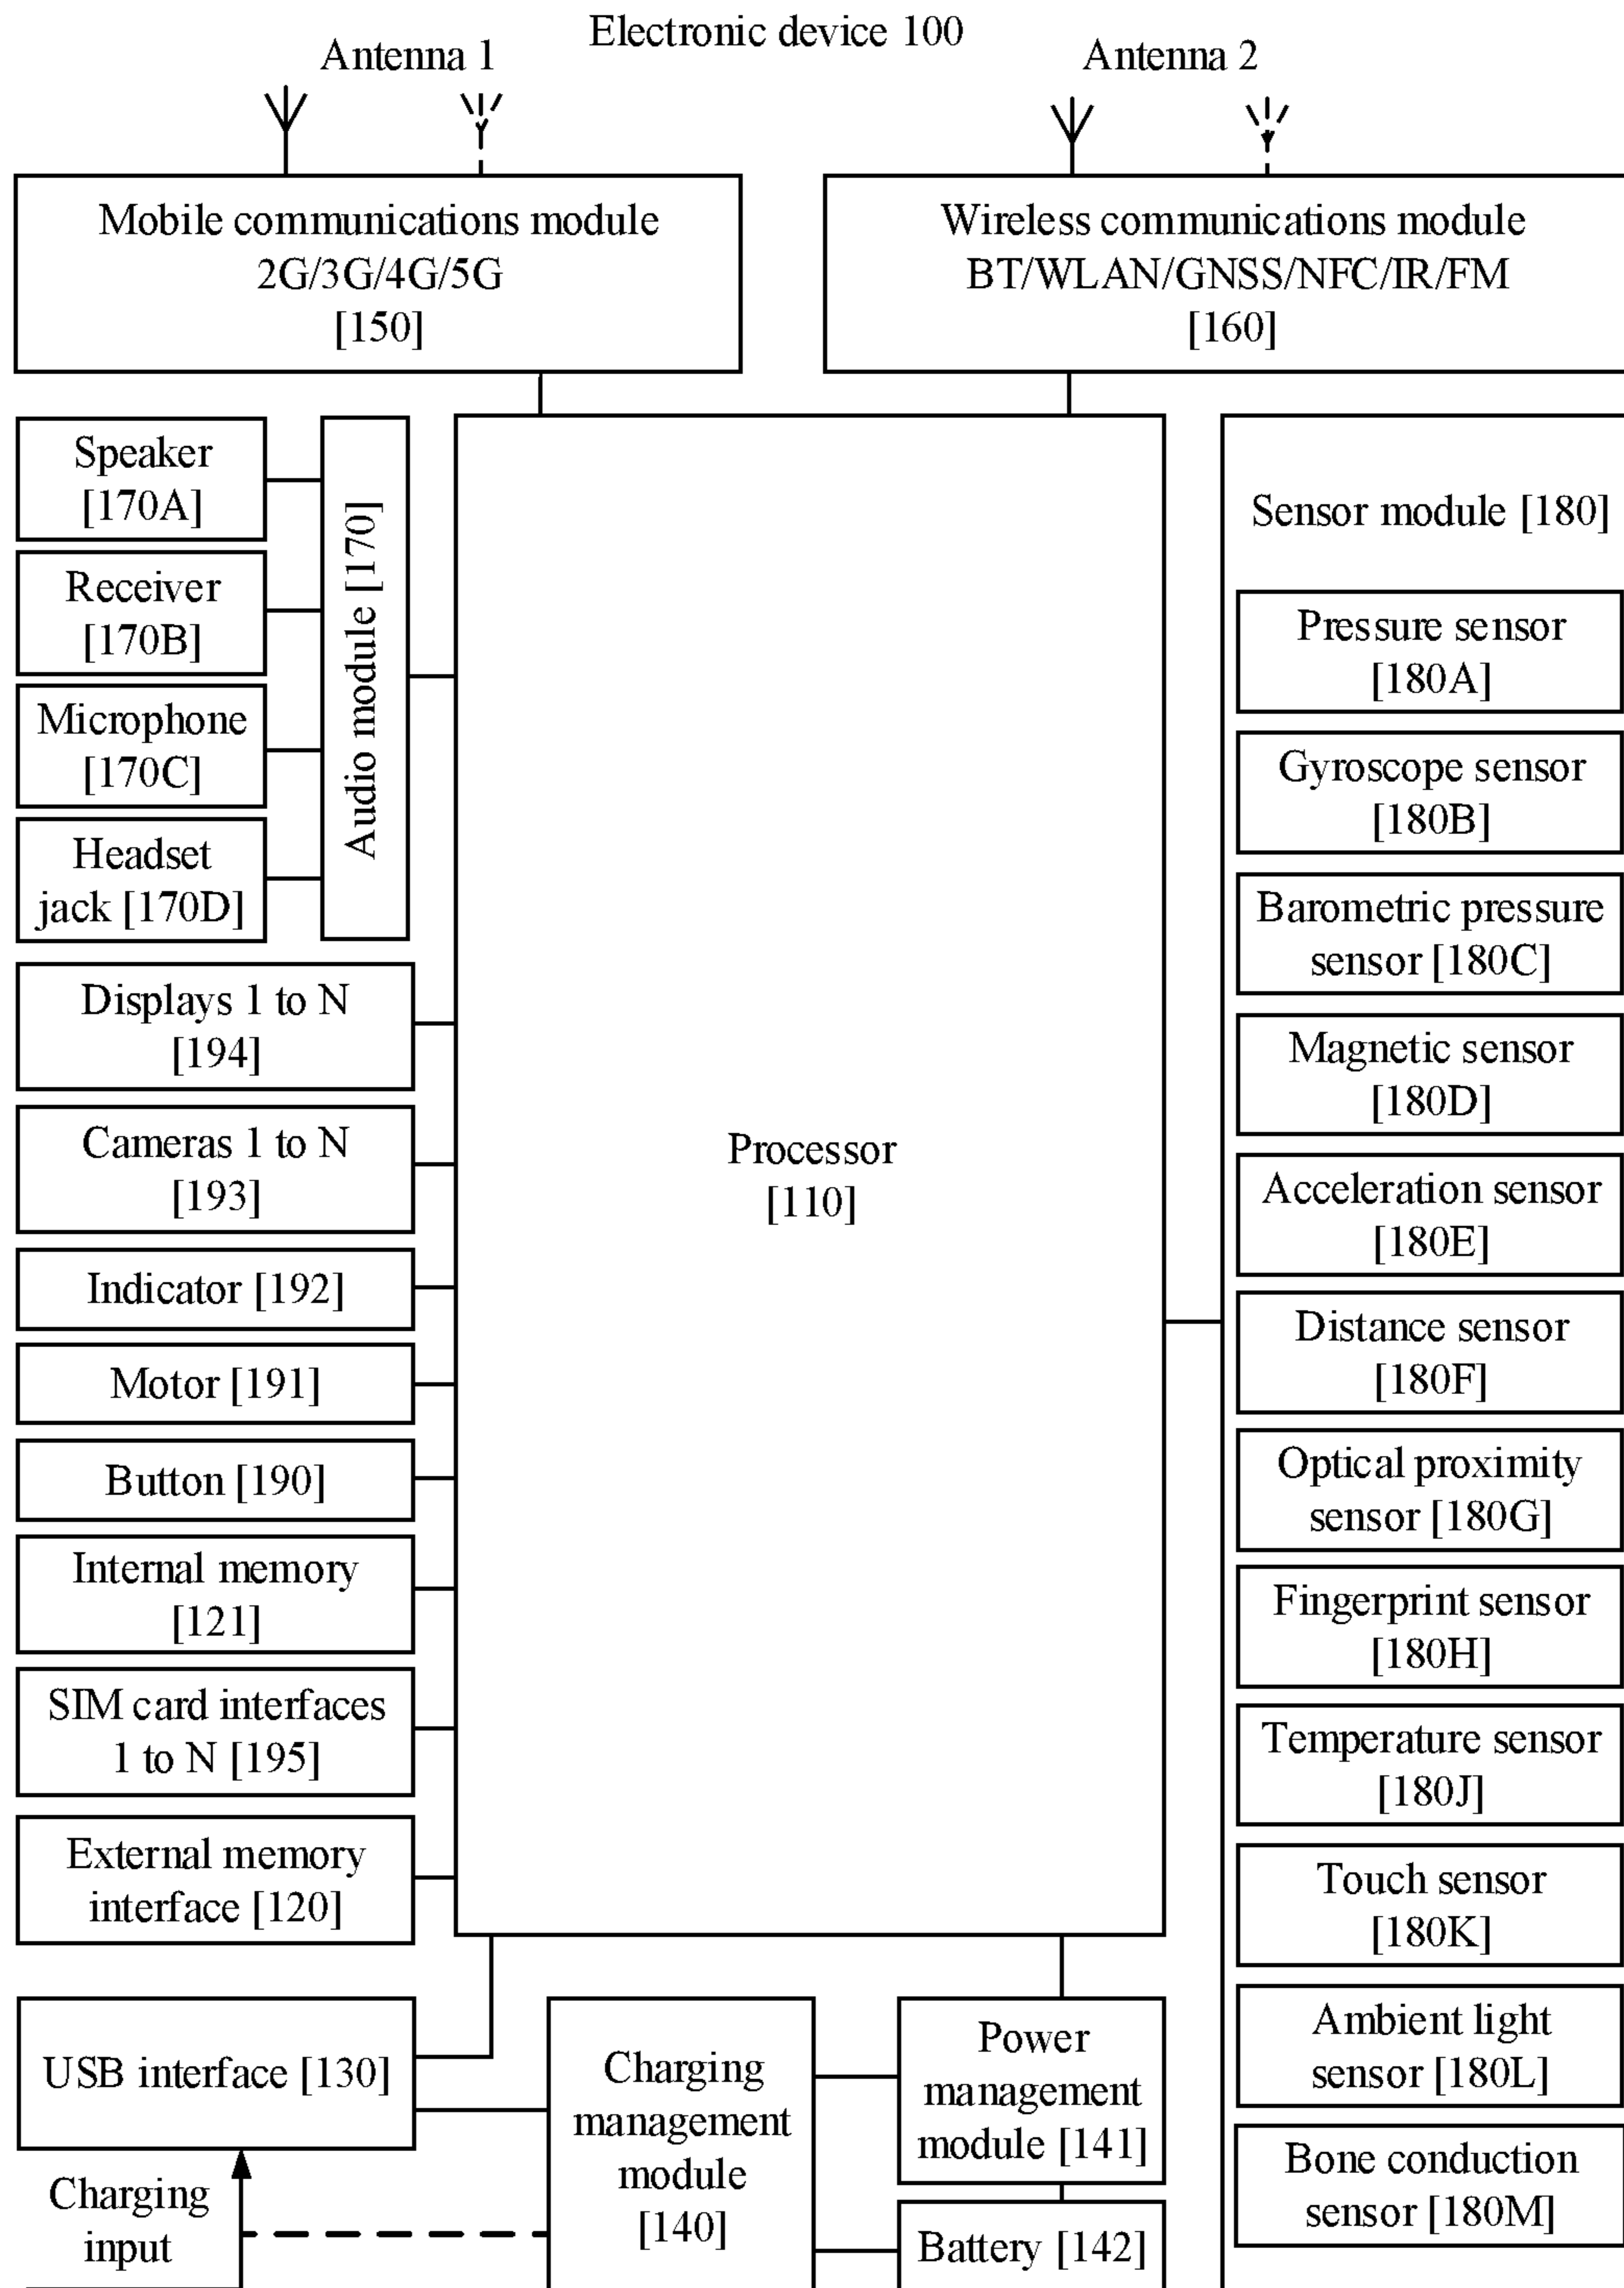 Electronic device 100
Antenna 1
Antenna 2
Mobile communications module
2G/3G/4G/5G
[150]
Wireless communications module
BT/WLAN/GNSS/NFC/IR/FM
[160]
Speaker
[170A]
Receiver
[170B]
Microphone
[170C]
Headset
jack [170D]
Audio module [170]
Displays 1 to N
[194]
Cameras 1 to N
[193]
Indicator [192]
Motor [191]
Button [190]
Internal memory
[121]
SIM card interfaces
1 to N [195]
External memory
interface [120]
Processor
[110]
Sensor module [180]
Pressure sensor
[180A]
Gyroscope sensor
[180B]
Barometric pressure
sensor [180C]
Magnetic sensor
[180D]
Acceleration sensor
[180E]
Distance sensor
[180F]
Optical proximity
sensor [180G]
Fingerprint sensor
[180H]
Temperature sensor
[180J]
Touch sensor
[180K]
Ambient light
sensor [180L]
Bone conduction
sensor [180M]
USB interface [130]
Charging
input
Charging
management
module
[140]
Power
management
module [141]
Battery [142]